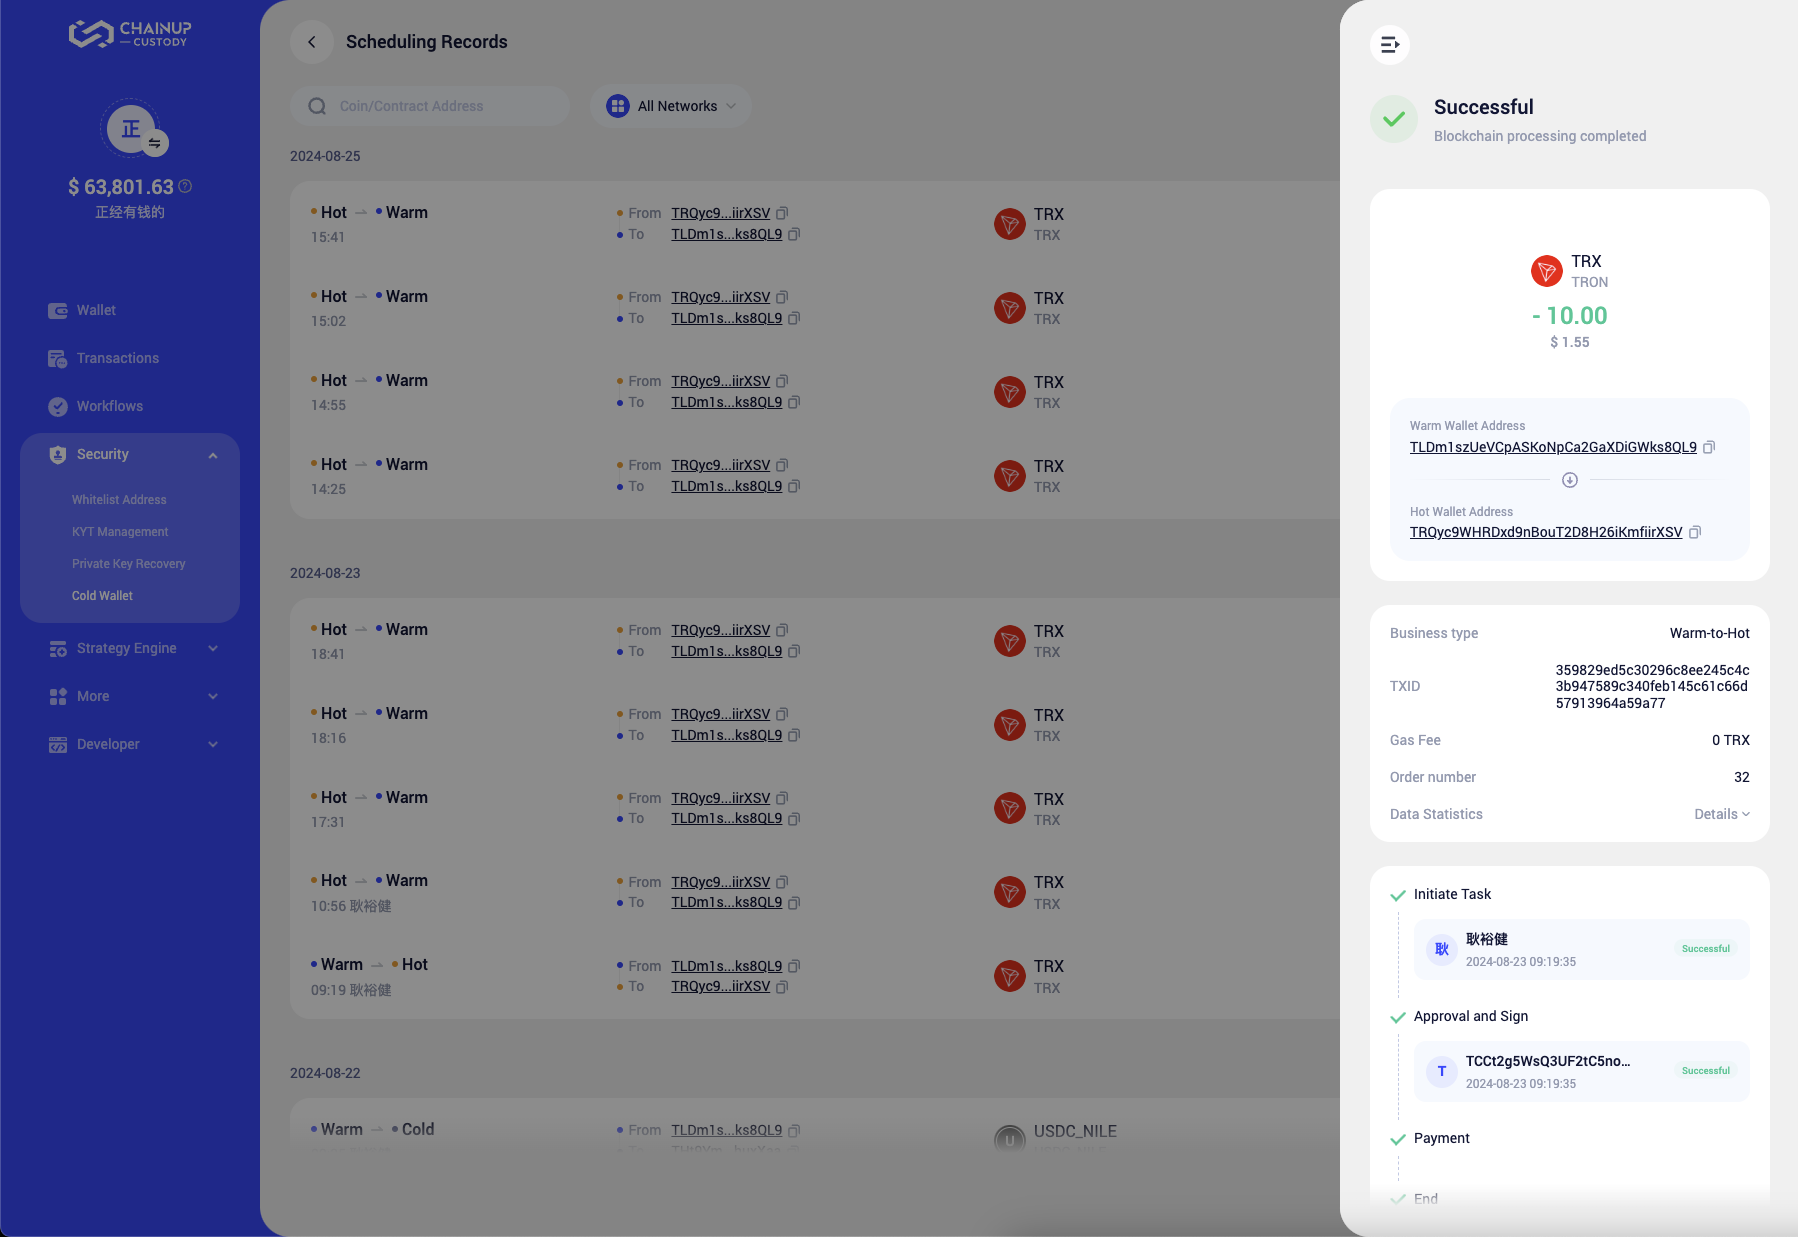 CHAINUP
CUSTODY
正
$ 63,801.63
正经有钱的
Wallet
Transactions
Workflows
Security
Whitelist Address
KYT Management
Private Key Recovery
Cold Wallet
Strategy Engine
More
Developer
Scheduling Records
Coin/Contract Address
All Networks
2024-08-25
Hot → Warm
15:41
From TRQyc9...iirXSV
To TLDm1s...ks8QL9
TRX
TRX
Hot → Warm
15:02
From TRQyc9...iirXSV
To TLDm1s...ks8QL9
TRX
TRX
Hot → Warm
14:55
From TRQyc9...iirXSV
To TLDm1s...ks8QL9
TRX
TRX
Hot → Warm
14:25
From TRQyc9...iirXSV
To TLDm1s...ks8QL9
TRX
TRX
2024-08-23
Hot → Warm
18:41
From TRQyc9...iirXSV
To TLDm1s...ks8QL9
TRX
TRX
Hot → Warm
18:16
From TRQyc9...iirXSV
To TLDm1s...ks8QL9
TRX
TRX
Hot → Warm
17:31
From TRQyc9...iirXSV
To TLDm1s...ks8QL9
TRX
TRX
Hot → Warm
10:56 耿裕健
From TRQyc9...iirXSV
To TLDm1s...ks8QL9
TRX
TRX
Warm → Hot
09:19 耿裕健
From TLDm1s...ks8QL9
To TRQyc9...iirXSV
TRX
TRX
2024-08-22
Warm → Cold
From TLDm1s...ks8QL9
U
USDC_NILE
Successful
Blockchain processing completed
TRX
TRON
- 10.00
$ 1.55
Warm Wallet Address
TLDm1szUeVCpASKoNpCa2GaXDiGWks8QL9
Hot Wallet Address
TRQyc9WHRDxd9nBouT2D8H26iKmfiirXSV
Business type Warm-to-Hot
TXID
359829ed5c30296c8ee245c4c
3b947589c340feb145c61c66d
57913964a59a77
Gas Fee 0 TRX
Order number 32
Data Statistics Details
Initiate Task
耿
耿裕健
2024-08-23 09:19:35
Successful
Approval and Sign
T
TCCt2g5WsQ3UF2tC5no...
2024-08-23 09:19:35
Successful
Payment
End